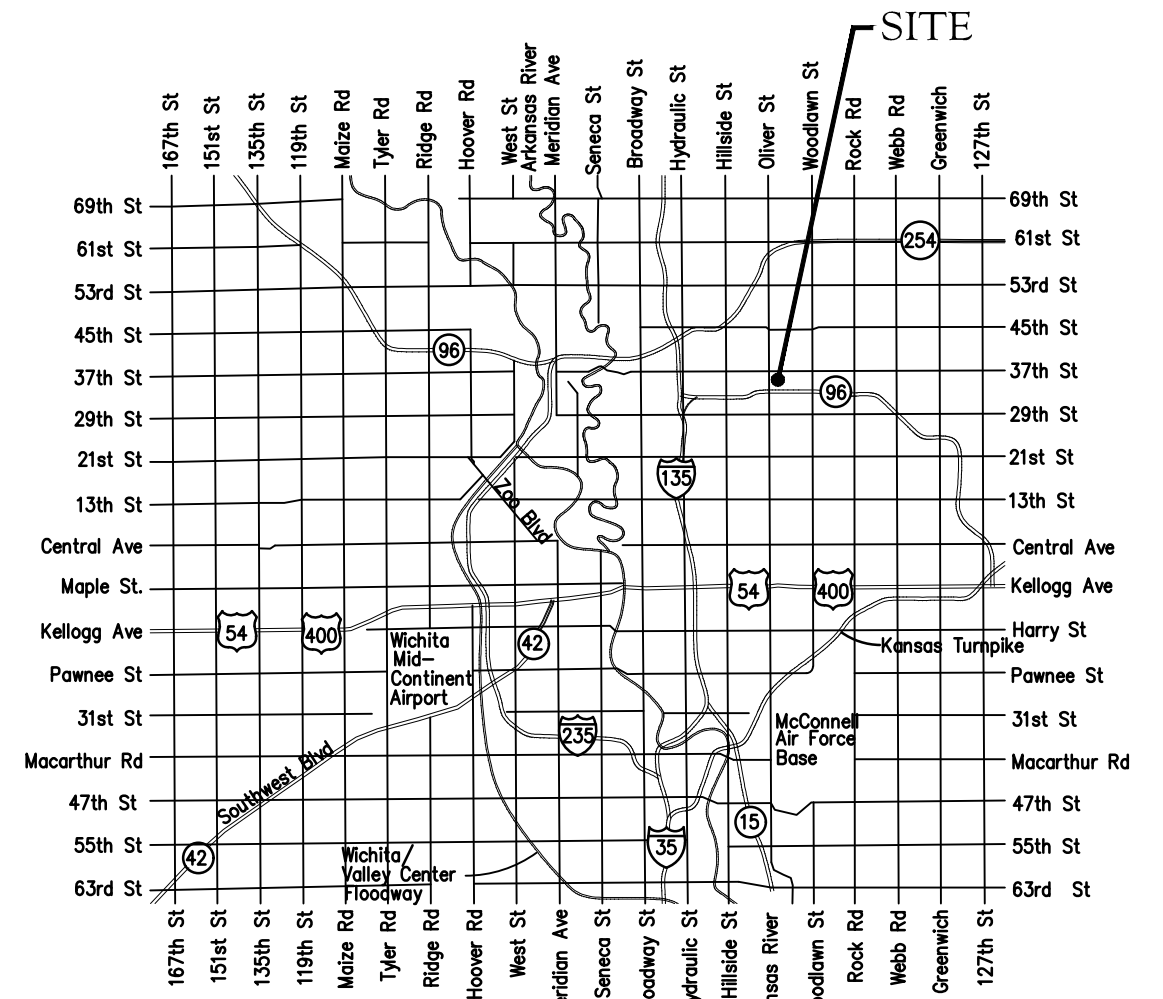 SITE
167th St
151st St
135th St
119th St
Maize Rd
Tyler Rd
Ridge Rd
Hoover Rd
West St
Arkansas River
Meridian Ave
Seneca St
Broadway St
Hydraulic St
Hillside St
Oliver St
Woodlawn St
Rock Rd
Webb Rd
Greenwich
127th St
69th St
69th St
61st St
254
61st St
53rd St
53rd St
45th St
45th St
96
37th St
37th St
96
29th St
29th St
21st St
21st St
135
13th St
Zoo Blvd
13th St
Central Ave
Central Ave
Maple St.
54
400
Kellogg Ave
Kellogg Ave
54
400
Harry St
Wichita
Mid–
Continent
Airport
42
Kansas Turnpike
Pawnee St
Pawnee St
31st St
31st St
235
McConnell
Air Force
Base
Macarthur Rd
Macarthur Rd
Southwest Blvd
47th St
47th St
15
55th St
42
35
55th St
Wichita/
Valley Center
Floodway
63rd St
63rd St
167th St
151st St
135th St
119th St
Maize Rd
Tyler Rd
Ridge Rd
Hoover Rd
West St
eridian Ave
Seneca St
oadway St
ydraulic St
Hillside St
nsas River
oodlawn St
Rock Rd
Webb Rd
Greenwich
127th St